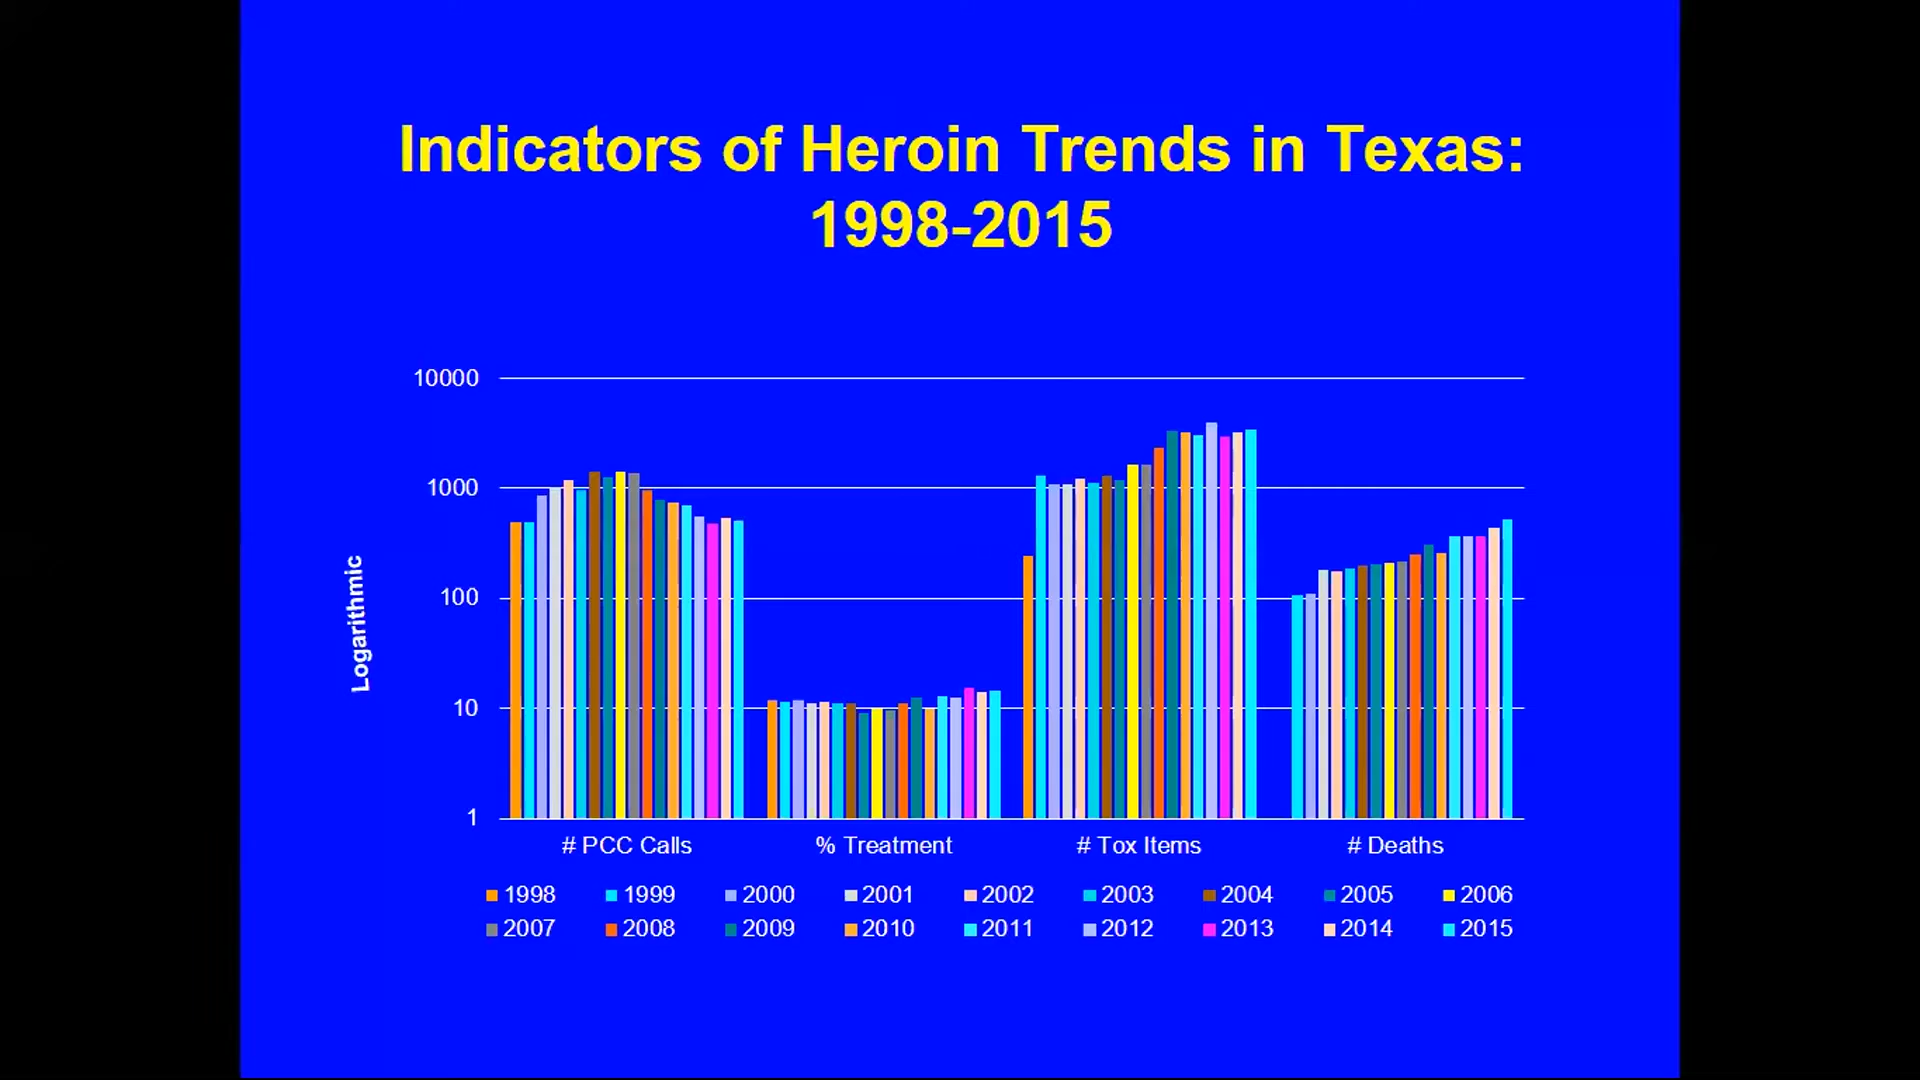 Indicators of Heroin Trends in Texas:
1998-2015
10000
1000
100
10
1
Logarithmic
# PCC Calls
% Treatment
# Tox Items
# Deaths
1998 1999 2000 2001 2002 2003 2004 2005 2006
2007 2008 2009 2010 2011 2012 2013 2014 2015